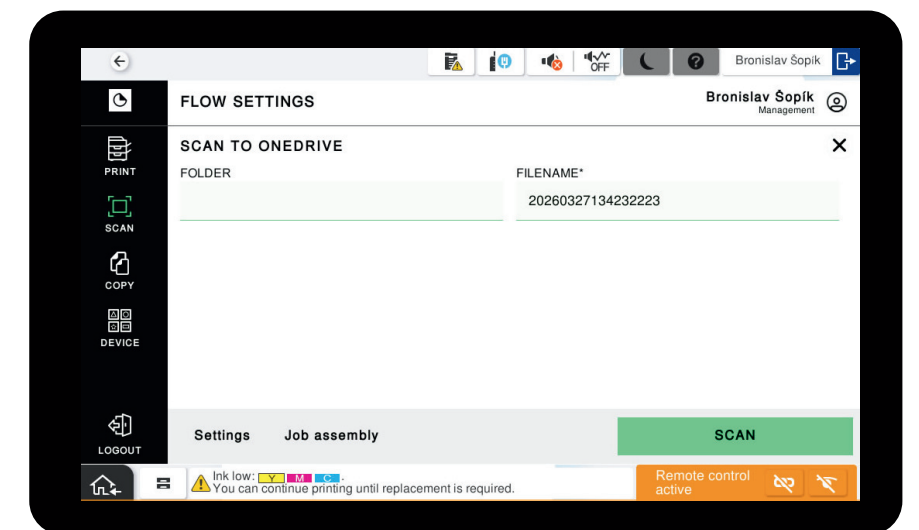 OFF
Bronislav Šopík
FLOW SETTINGS
Bronislav Šopík
Management
SCAN TO ONEDRIVE
PRINT
FOLDER
FILENAME*
20260327134232223
SCAN
COPY
DEVICE
LOGOUT
Settings
Job assembly
SCAN
Ink low: Y M C .
You can continue printing until replacement is required.
Remote control
active